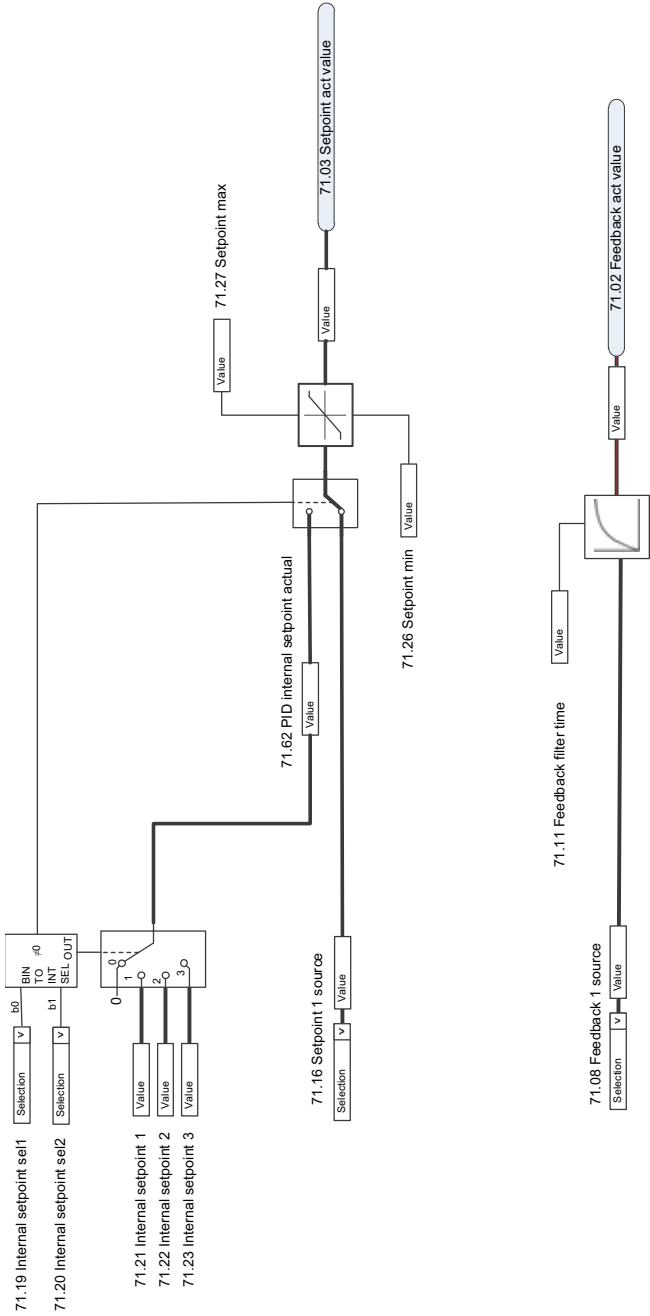 71.19 Internal setpoint sel1
Selection
v
b0
71.20 Internal setpoint sel2
Selection
v
b1
BIN
TO
INT
SEL
≠0
OUT
0
0
1
2
3
71.21 Internal setpoint 1
Value
71.22 Internal setpoint 2
Value
71.23 Internal setpoint 3
Value
71.62 PID internal setpoint actual
Value
71.16 Setpoint 1 source
Selection
v
Value
71.27 Setpoint max
Value
71.26 Setpoint min
Value
Value
71.03 Setpoint act value
71.11 Feedback filter time
Value
71.08 Feedback 1 source
Selection
v
Value
Value
71.02 Feedback act value